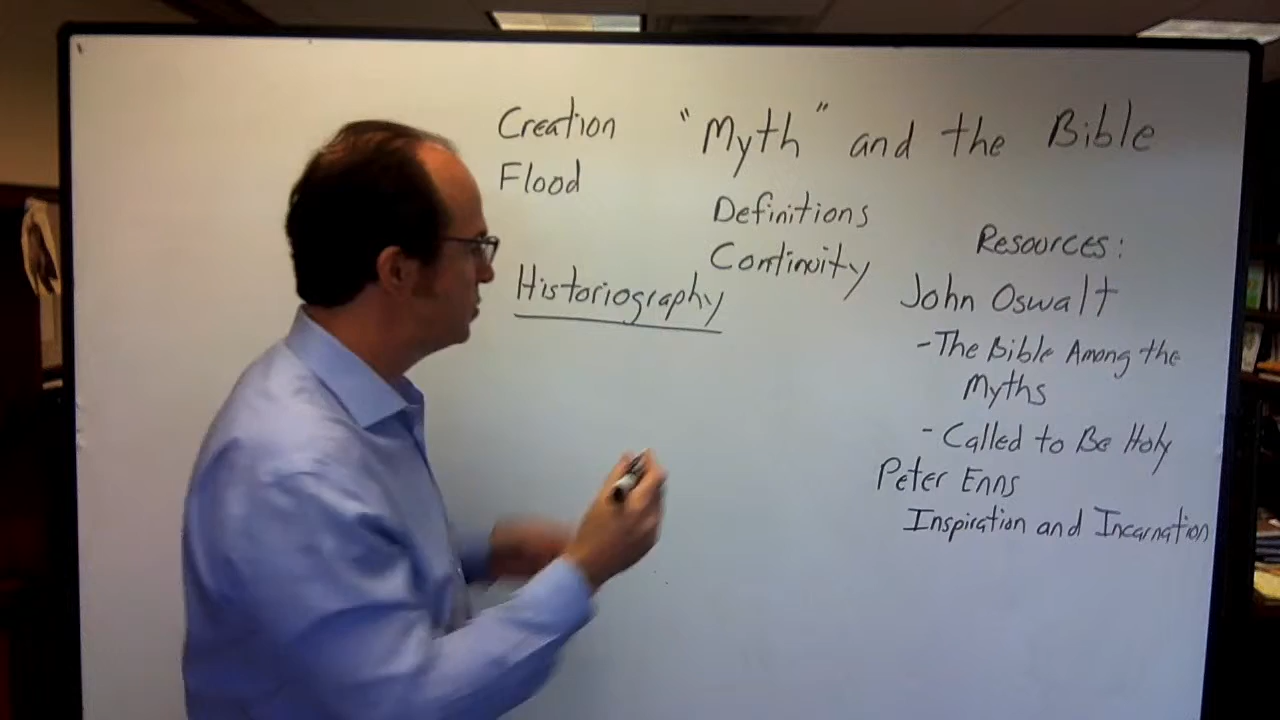 "Myth" and the Bible
Creation
Flood
Definitions
Continuity
Historiography
Resources:
John Oswalt
- The Bible Among the
Myths
- Called to Be Holy
Peter Enns
Inspiration and Incarnation